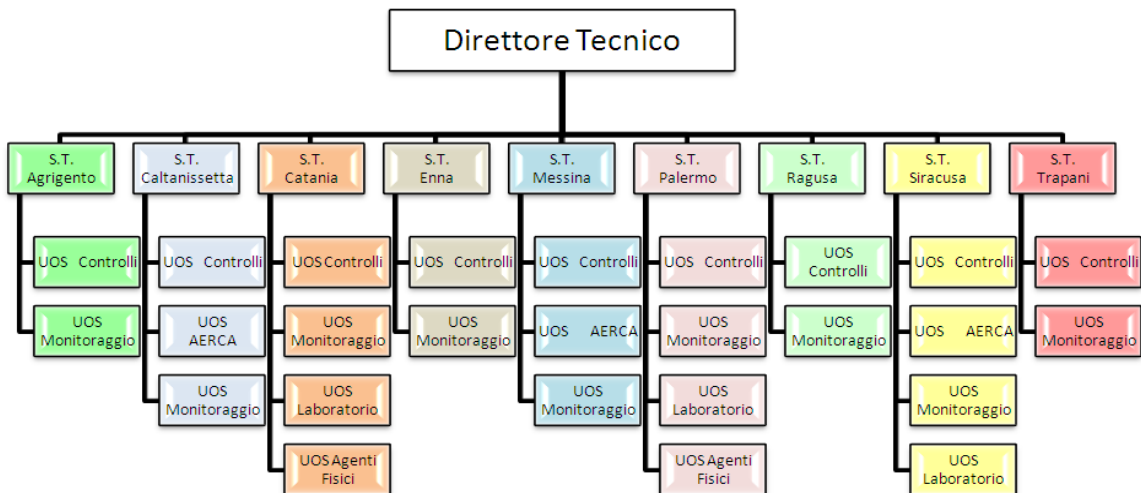 Direttore Tecnico
S.T.
Agrigento
S.T.
Caltanissetta
S.T.
Catania
S.T.
Enna
S.T.
Messina
S.T.
Palermo
S.T.
Ragusa
S.T.
Siracusa
S.T.
Trapani
UOS Controlli
UOS Controlli
UOS Controlli
UOS Controlli
UOS Controlli
UOS Controlli
UOS
Controlli
UOS Controlli
UOS Controlli
UOS
Monitoraggio
UOS
AERCA
UOS
Monitoraggio
UOS
Monitoraggio
UOS AERCA
UOS
Monitoraggio
UOS
Monitoraggio
UOS AERCA
UOS
Monitoraggio
UOS
Monitoraggio
UOS
Laboratorio
UOS
Monitoraggio
UOS
Laboratorio
UOS
Monitoraggio
UOS Agenti
Fisici
UOS Agenti
Fisici
UOS
Laboratorio